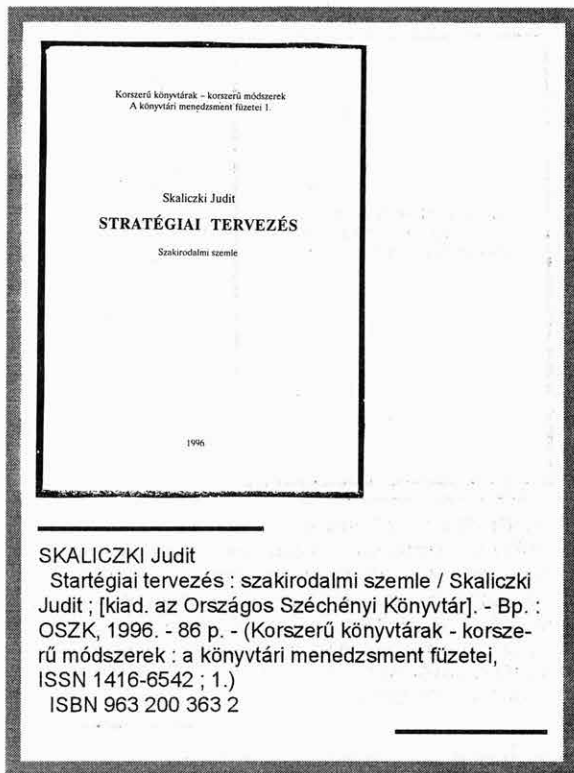 Korszerű könyvtárak – korszerű módszerek
A könyvtári menedzsment füzetei 1.
Skaliczki Judit
STRATÉGIAI TERVEZÉS
Szakirodalmi szemle
1996
SKALICZKI Judit
Startégiai tervezés : szakirodalmi szemle / Skaliczki
Judit ; [kiad. az Országos Széchényi Könyvtár]. - Bp. :
OSZK, 1996. - 86 p. - (Korszerű könyvtárak - korsze-
rű módszerek : a könyvtári menedzsment füzetei,
ISSN 1416-6542 ; 1.)
ISBN 963 200 363 2